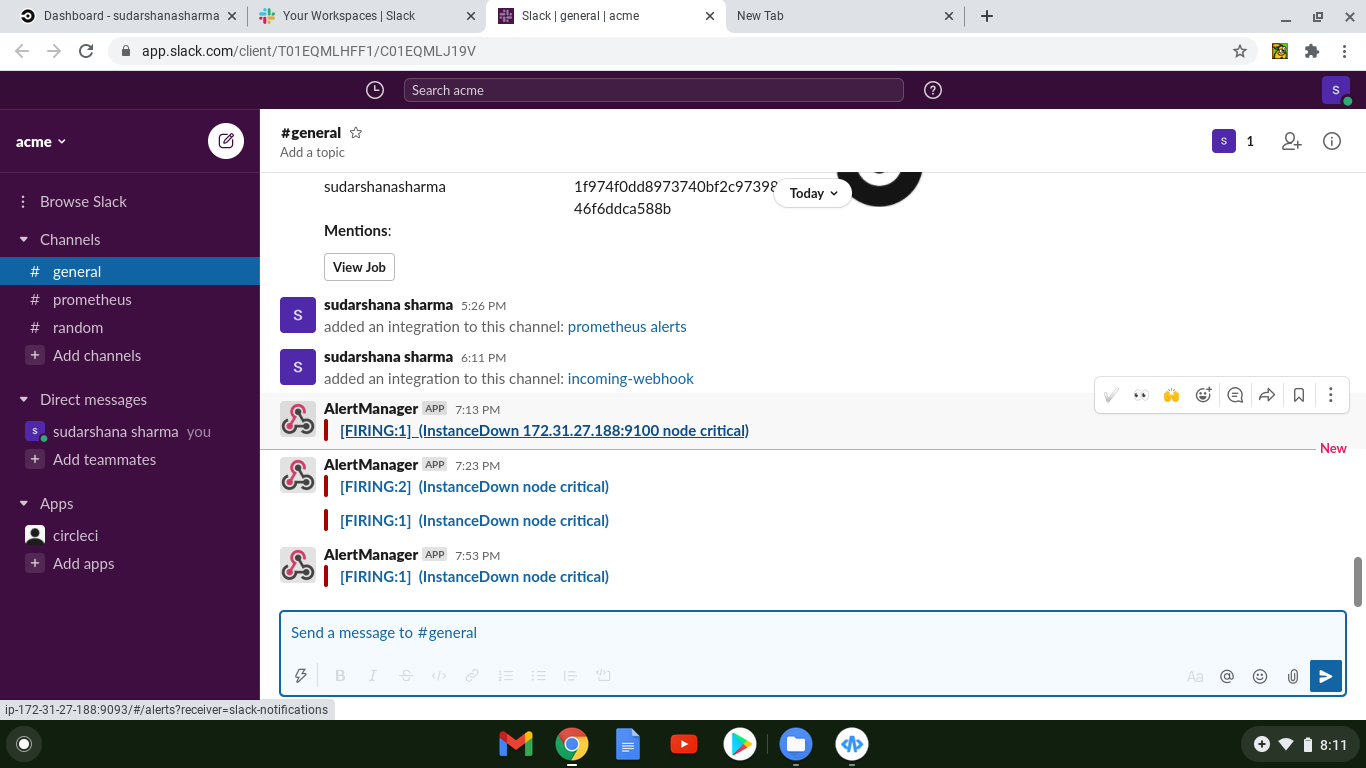 Dashboard - sudarshanasharma
Your Workspaces | Slack
Slack | general | acme
New Tab
app.slack.com/client/T01EQMLHFF1/C01EQMLJ19V
Search acme
S
acme
#general
Add a topic
S 1
Browse Slack
Channels
# general
# prometheus
# random
+ Add channels
Direct messages
S sudarshana sharma you
+ Add teammates
Apps
circleci
+ Add apps
sudarshanasharma
1f974f0dd8973740bf2c97398
46f6ddca588b
Today
Mentions:
View Job
S
sudarshana sharma 5:26 PM
added an integration to this channel: prometheus alerts
S
sudarshana sharma 6:11 PM
added an integration to this channel: incoming-webhook
AlertManager APP 7:13 PM
[FIRING:1] (InstanceDown 172.31.27.188:9100 node critical)
New
AlertManager APP 7:23 PM
[FIRING:2] (InstanceDown node critical)
[FIRING:1] (InstanceDown node critical)
AlertManager APP 7:53 PM
[FIRING:1] (InstanceDown node critical)
Send a message to #general
B I S </> Aa @
ip-172-31-27-188:9093/#/alerts?receiver=slack-notifications
8:11